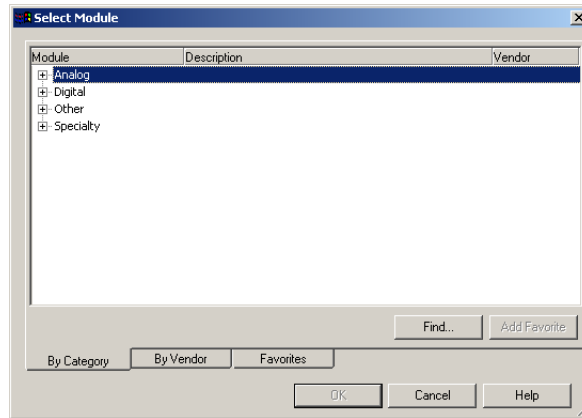 Select Module
Module Description Vendor
Analog
Digital
Other
Specialty
Find... Add Favorite
By Category By Vendor Favorites
OK Cancel Help